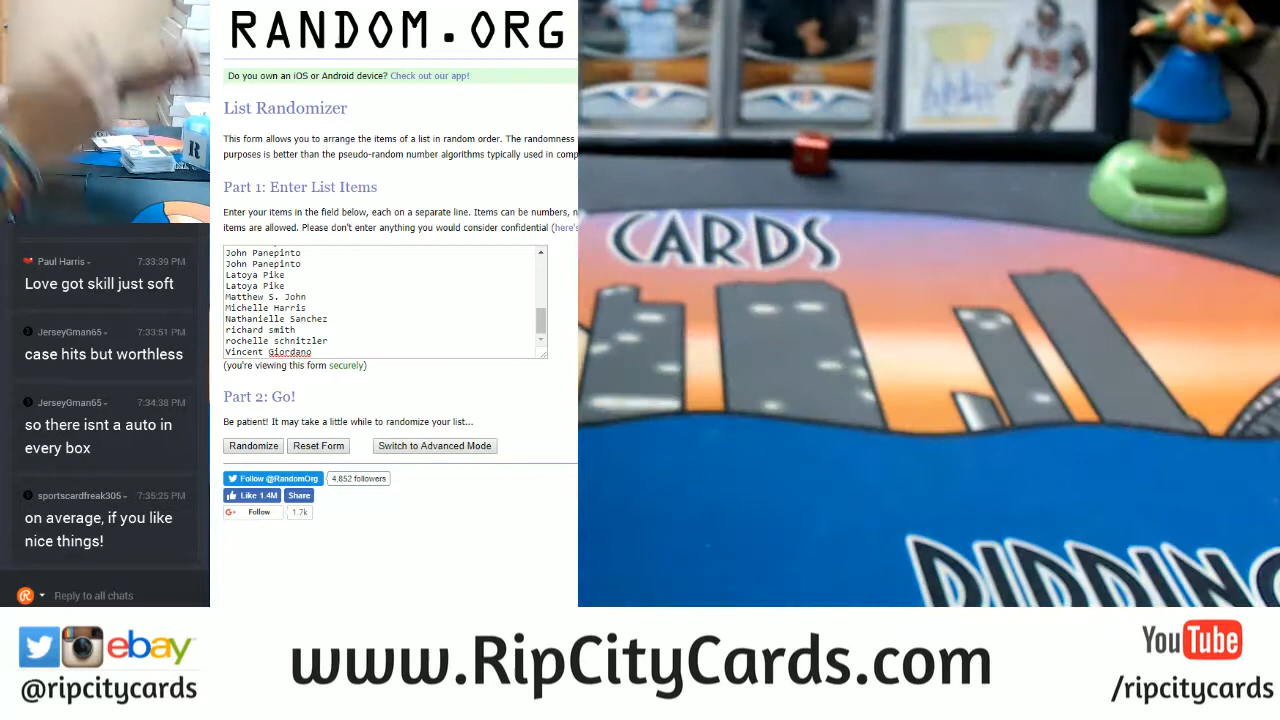 Paul Harris
7:33:39 PM
Love got skill just soft
JerseyGman65
7:33:51 PM
case hits but worthless
JerseyGman65
7:34:38 PM
so there isnt a auto in
every box
sportscardfreak305
7:35:25 PM
on average, if you like
nice things!
Reply to all chats
RANDOM.ORG
Do you own an iOS or Android device? Check out our app!
List Randomizer
This form allows you to arrange the items of a list in random order. The randomness
purposes is better than the pseudo-random number algorithms typically used in comp
Part 1: Enter List Items
Enter your items in the field below, each on a separate line. Items can be numbers, n
items are allowed. Please don't enter anything you would consider confidential (here's
John Panepinto
John Panepinto
Latoya Pike
Latoya Pike
Matthew S. John
Michelle Harris
Nathanielle Sanchez
richard smith
rochelle schnitzler
Vincent Giordano
(you're viewing this form securely)
Part 2: Go!
Be patient! It may take a little while to randomize your list...
Randomize Reset Form Switch to Advanced Mode
Follow @RandomOrg 4,852 followers
Like 1.4M Share
G+ Follow 1.7k
R
CARDS
ebay
@ripcitycards
www.RipCityCards.com
YouTube
/ripcitycards